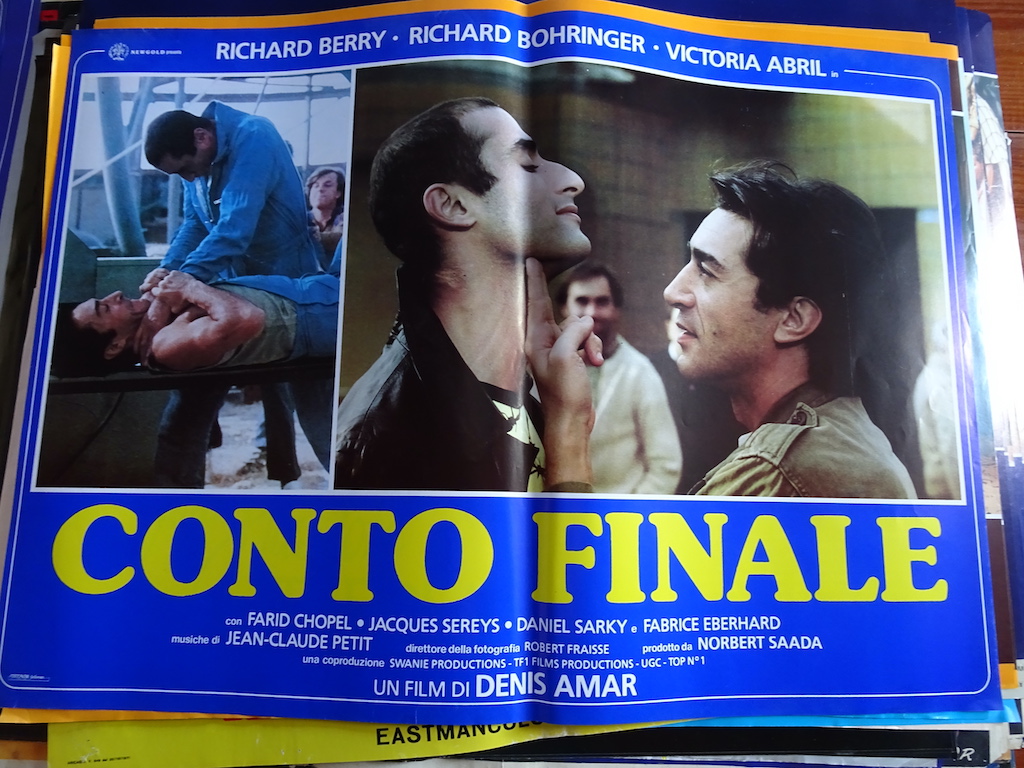 NEWGOLD presenta
RICHARD BERRY • RICHARD BOHRINGER • VICTORIA ABRIL in
CONTO FINALE
con FARID CHOPEL • JACQUES SEREYS • DANIEL SARKY e FABRICE EBERHARD
musiche di JEAN-CLAUDE PETIT direttore della fotografia ROBERT FRAISSE prodotto da NORBERT SAADA
una coproduzione SWANIE PRODUCTIONS - TF1 FILMS PRODUCTIONS - UGC - TOP N°1
UN FILM DI DENIS AMAR
R